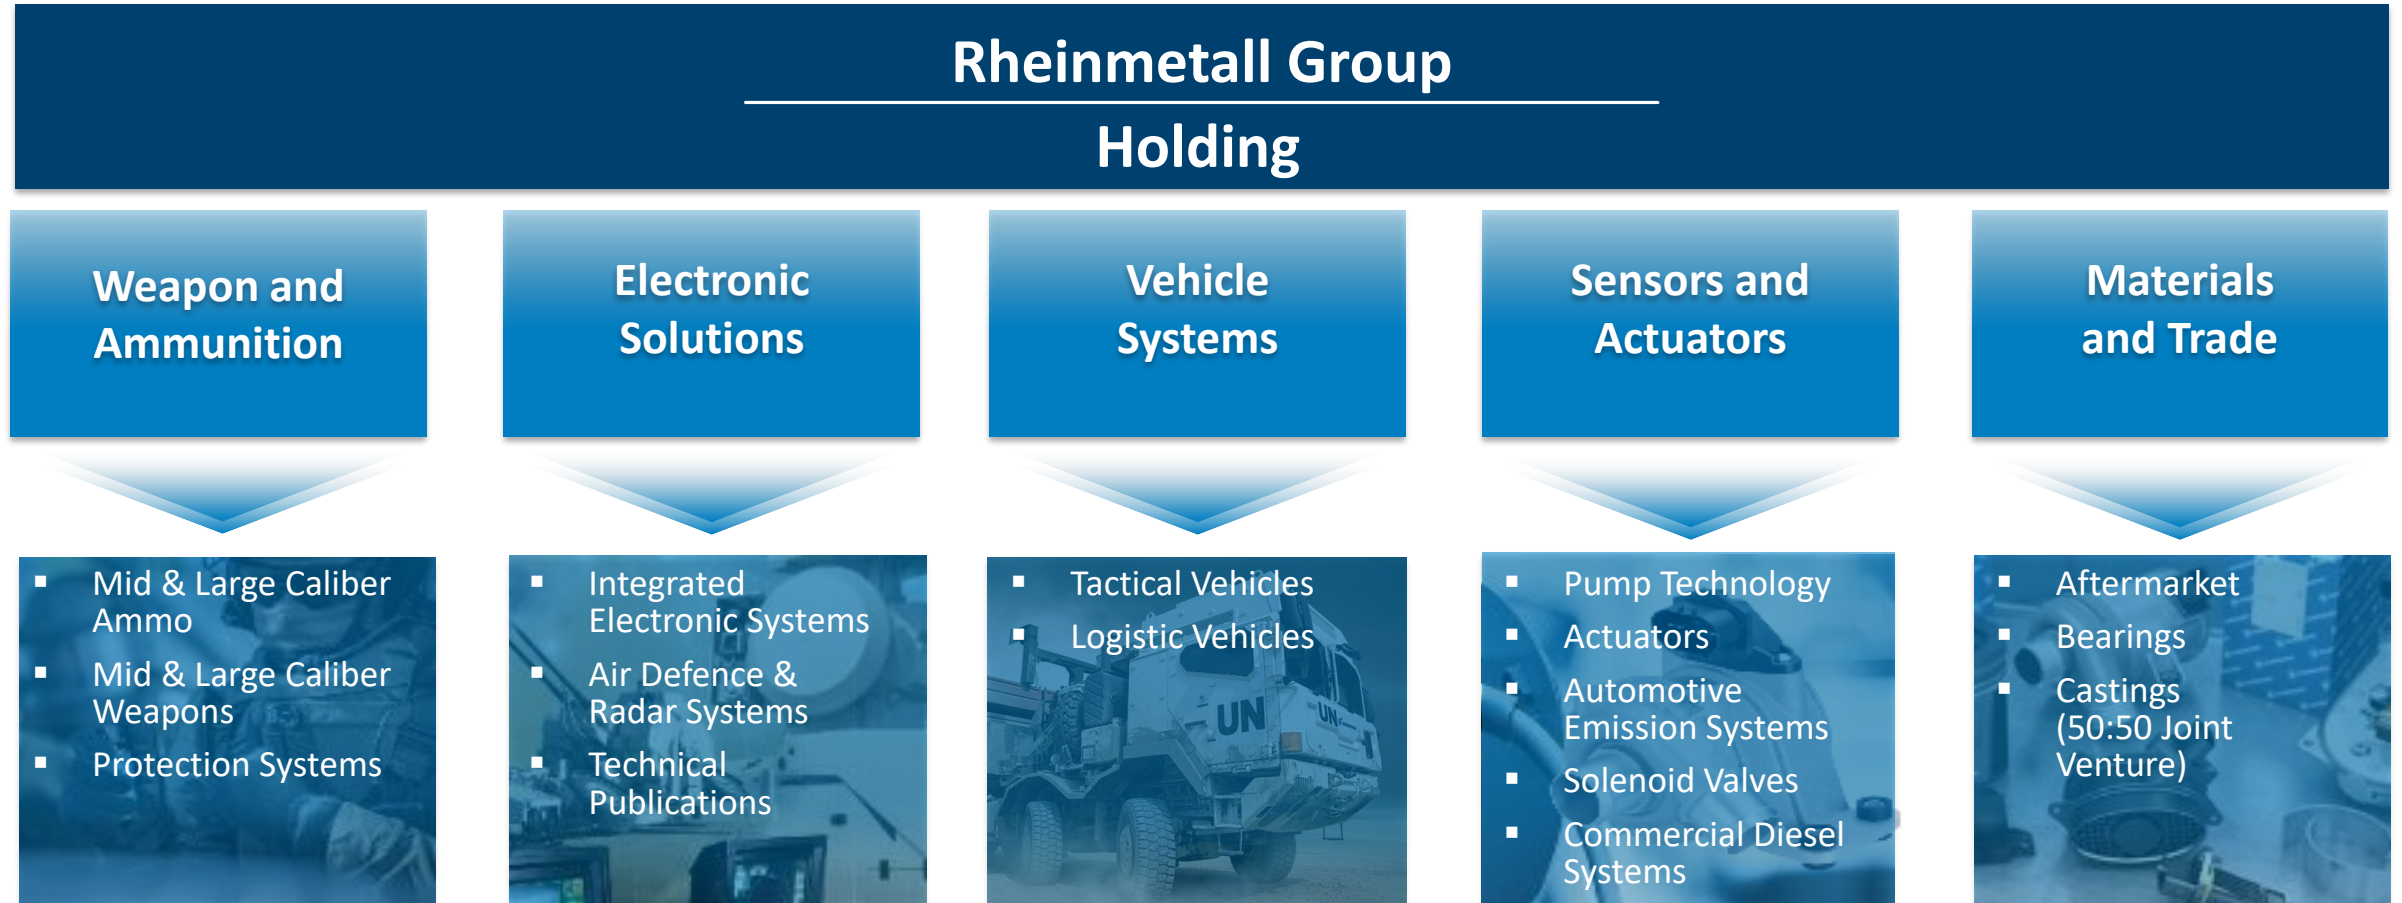 Rheinmetall Group
Holding
Weapon and
Ammunition
Electronic
Solutions
Vehicle
Systems
Sensors and
Actuators
Materials
and Trade
▪ Mid & Large Caliber
Ammo
▪ Mid & Large Caliber
Weapons
▪ Protection Systems
▪ Integrated
Electronic Systems
▪ Air Defence &
Radar Systems
▪ Technical
Publications
▪ Tactical Vehicles
▪ Logistic Vehicles
UN
UN
▪ Pump Technology
▪ Actuators
▪ Automotive
Emission Systems
▪ Solenoid Valves
▪ Commercial Diesel
Systems
▪ Aftermarket
▪ Bearings
▪ Castings
(50:50 Joint
Venture)